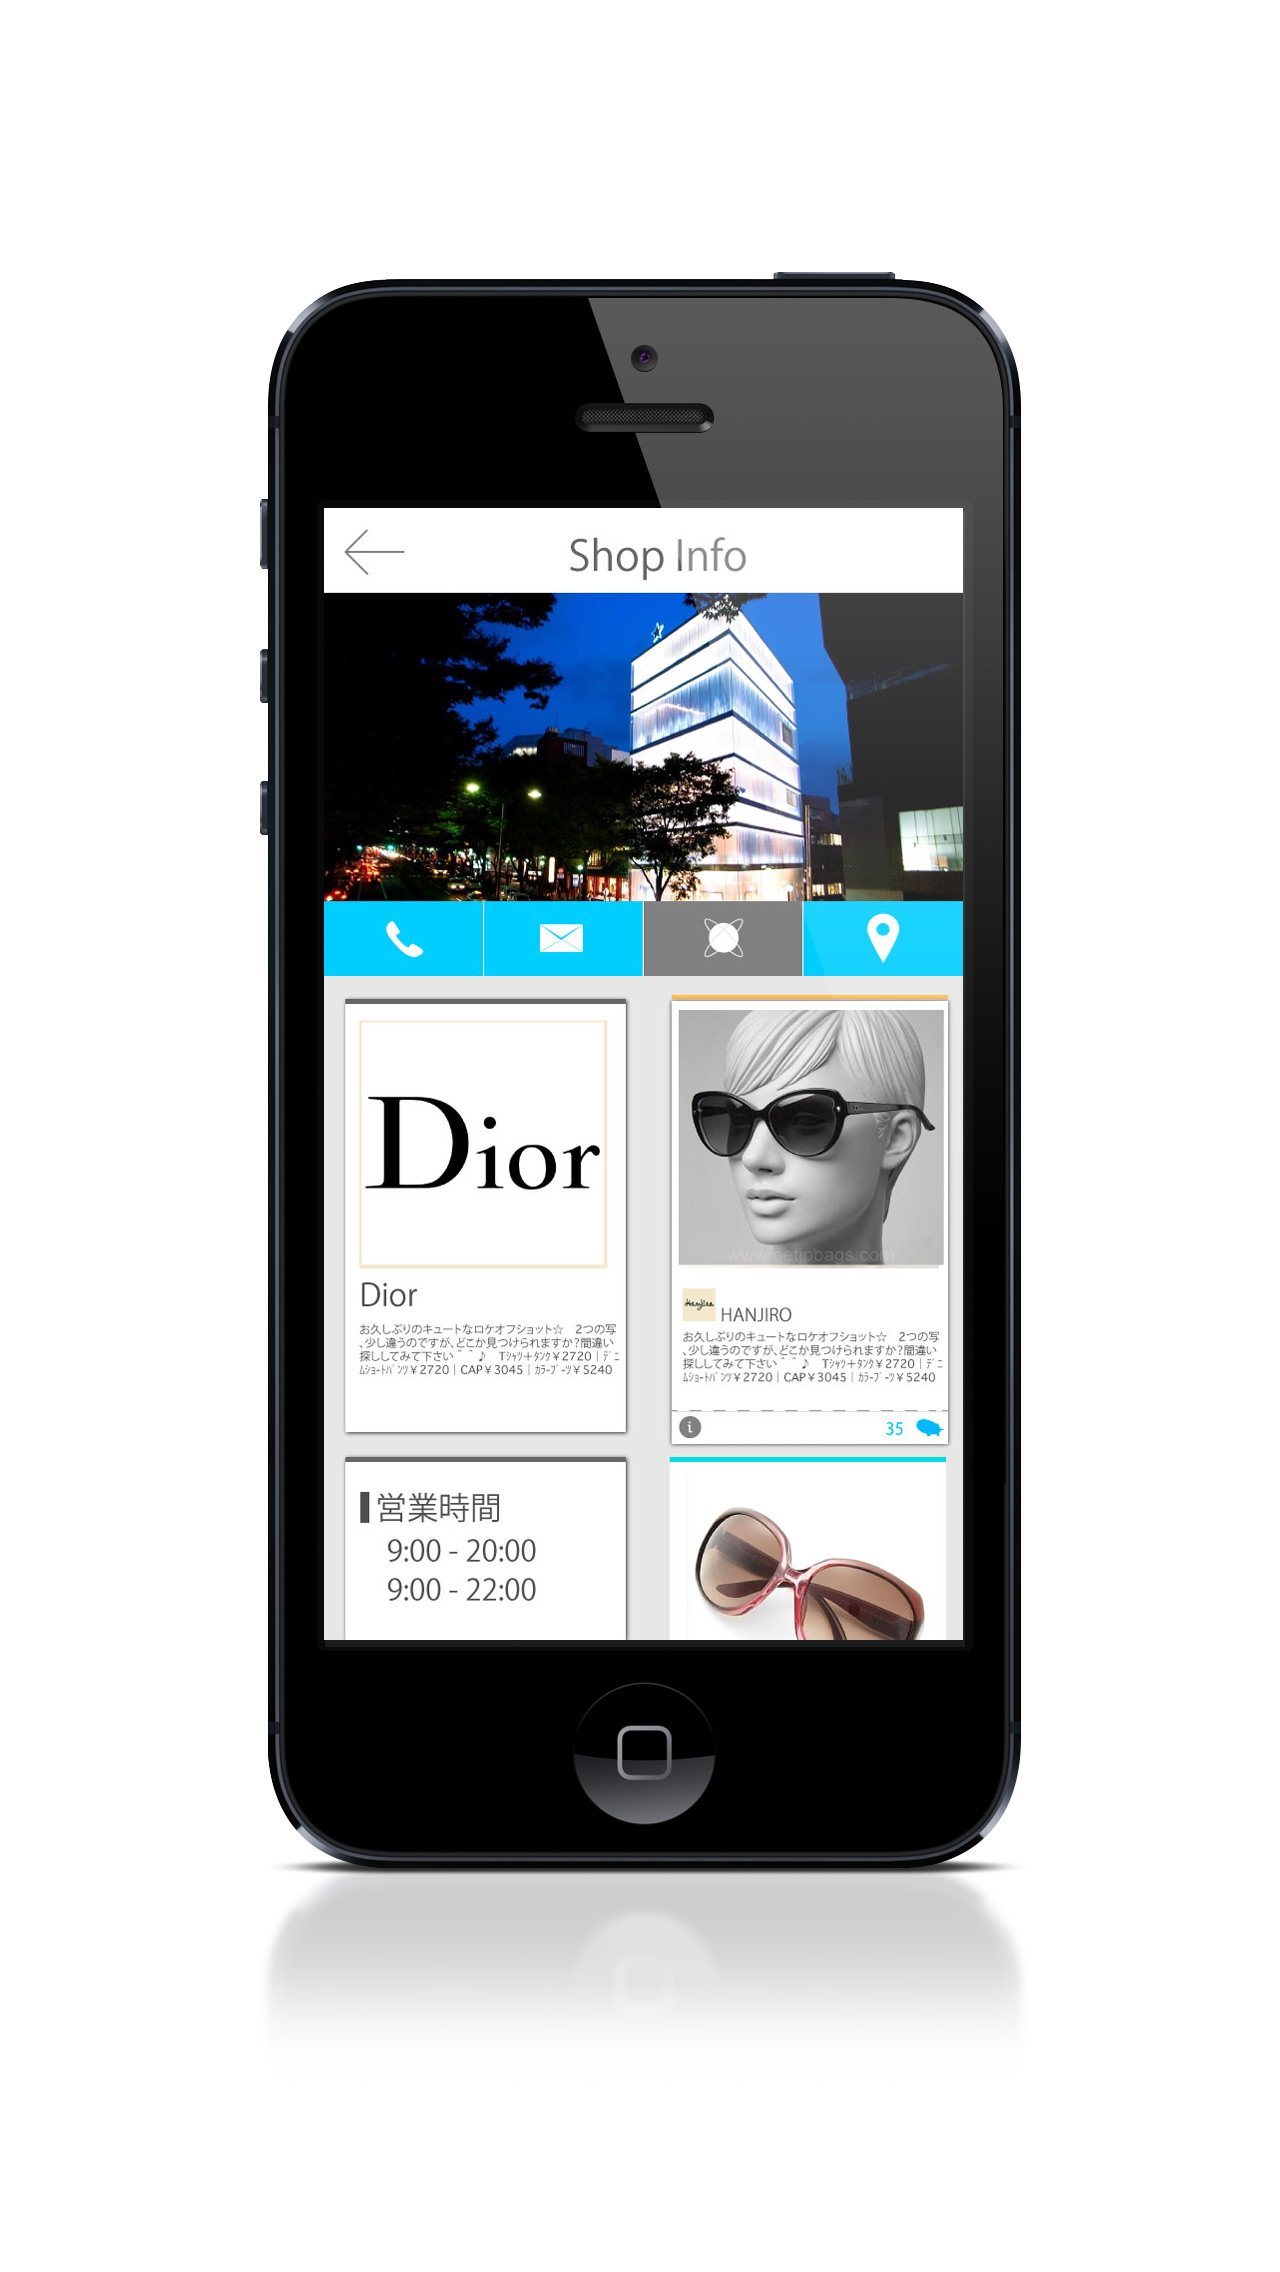 Shop Info
Dior
Dior
お久しぶりのキュートなロケオフショット☆　2つの写
、少し違うのですが、どこか見つけられますか？間違い
探ししてみて下さい＾＾♪　Tｼｬﾂ＋ﾀﾝｸ￥2720｜ﾃﾞﾆ
ﾑｼｮｰﾄﾊﾟﾝﾂ￥2720｜CAP￥3045｜ｶﾗｰﾌﾞｰﾂ￥5240
www.netjpbags.com
Hanjiro
HANJIRO
お久しぶりのキュートなロケオフショット☆　2つの写
、少し違うのですが、どこか見つけられますか？間違い
探ししてみて下さい＾＾♪　Tｼｬﾂ＋ﾀﾝｸ￥2720｜ﾃﾞﾆ
ﾑｼｮｰﾄﾊﾟﾝﾂ￥2720｜CAP￥3045｜ｶﾗｰﾌﾞｰﾂ￥5240
i
35
営業時間
9:00 - 20:00
9:00 - 22:00